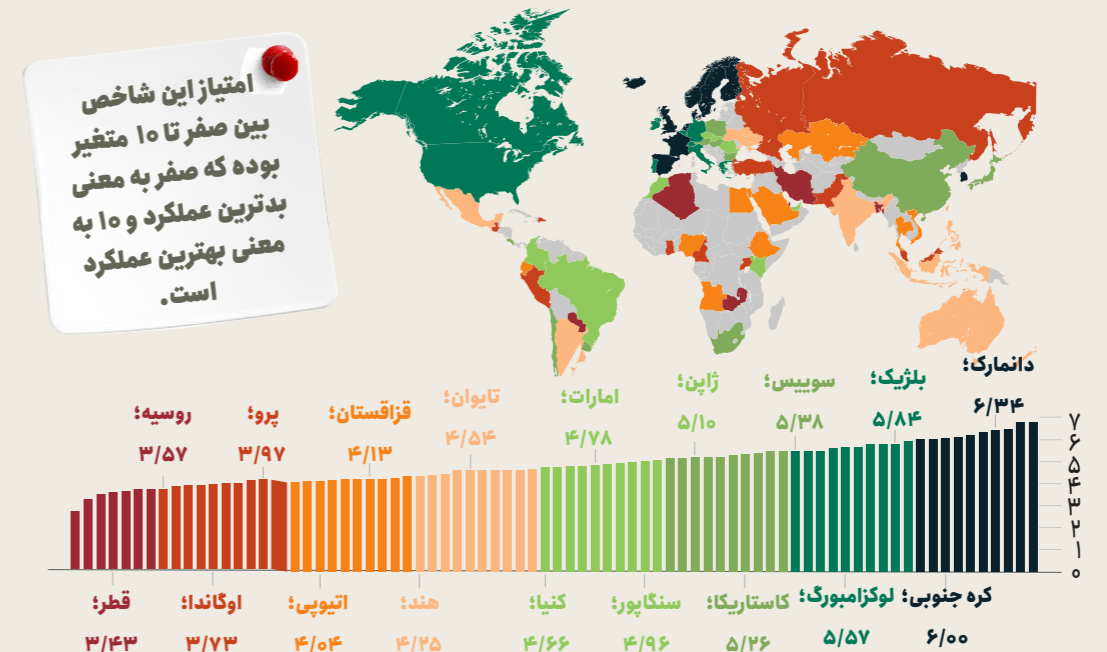 امتیاز این شاخص
بین صفر تا ۱۰ متغیر
بوده که صفر به معنی
بدترین عملکرد و ۱۰ به
معنی بهترین عملکرد
است.
دانمارک؛
۶/۳۴
بلژیک؛
۵/۸۴
سوییس؛
۵/۳۸
ژاپن؛
۵/۱۰
امارات؛
۴/۷۸
تایوان؛
۴/۵۴
قزاقستان؛
۴/۱۳
پرو؛
۳/۹۷
روسیه؛
۳/۵۷
۷
۶
۵
۴
۳
۲
۱
۰
کره جنوبی؛
۶/۰۰
لوکزامبورگ؛
۵/۵۷
کاستاریکا؛
۵/۲۶
سنگاپور؛
۴/۹۶
کنیا؛
۴/۶۶
هند؛
۴/۲۵
اتیوپی؛
۴/۰۴
اوگاندا؛
۳/۷۳
قطر؛
۳/۴۳